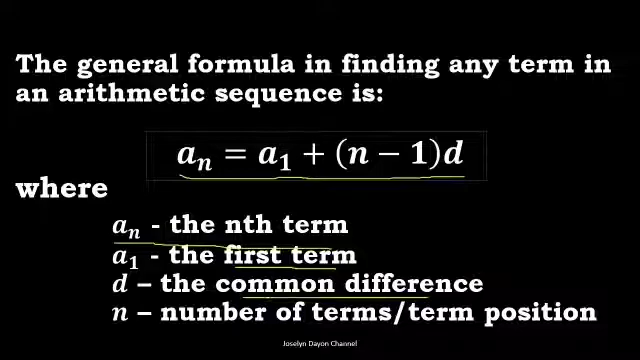 The general formula in finding any term in
an arithmetic sequence is:
aₙ = a₁ + (n − 1)d
where
aₙ - the nth term
a₁ - the first term
d – the common difference
n – number of terms/term position
Joselyn Dayon Channel